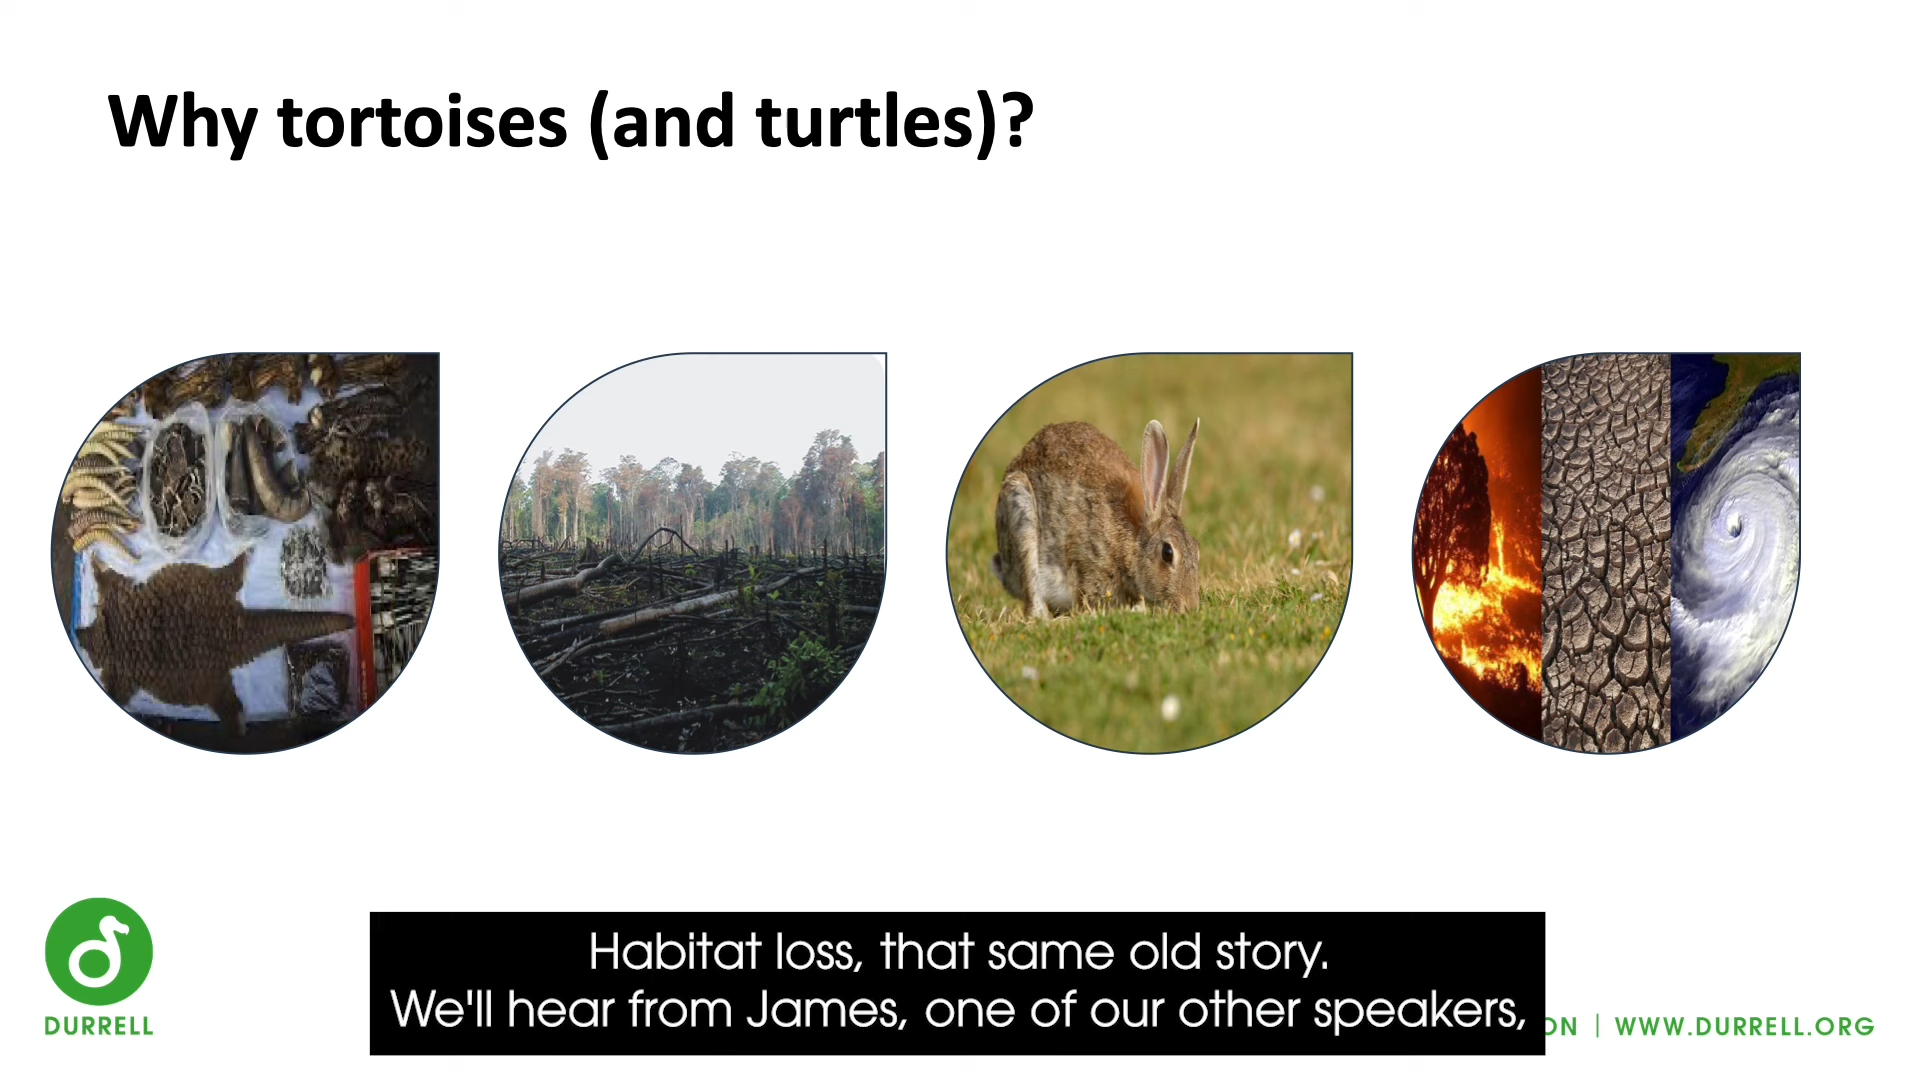 Why tortoises (and turtles)?
Habitat loss, that same old story.
We'll hear from James, one of our other speakers,
DURRELL
ON | WWW.DURRELL.ORG